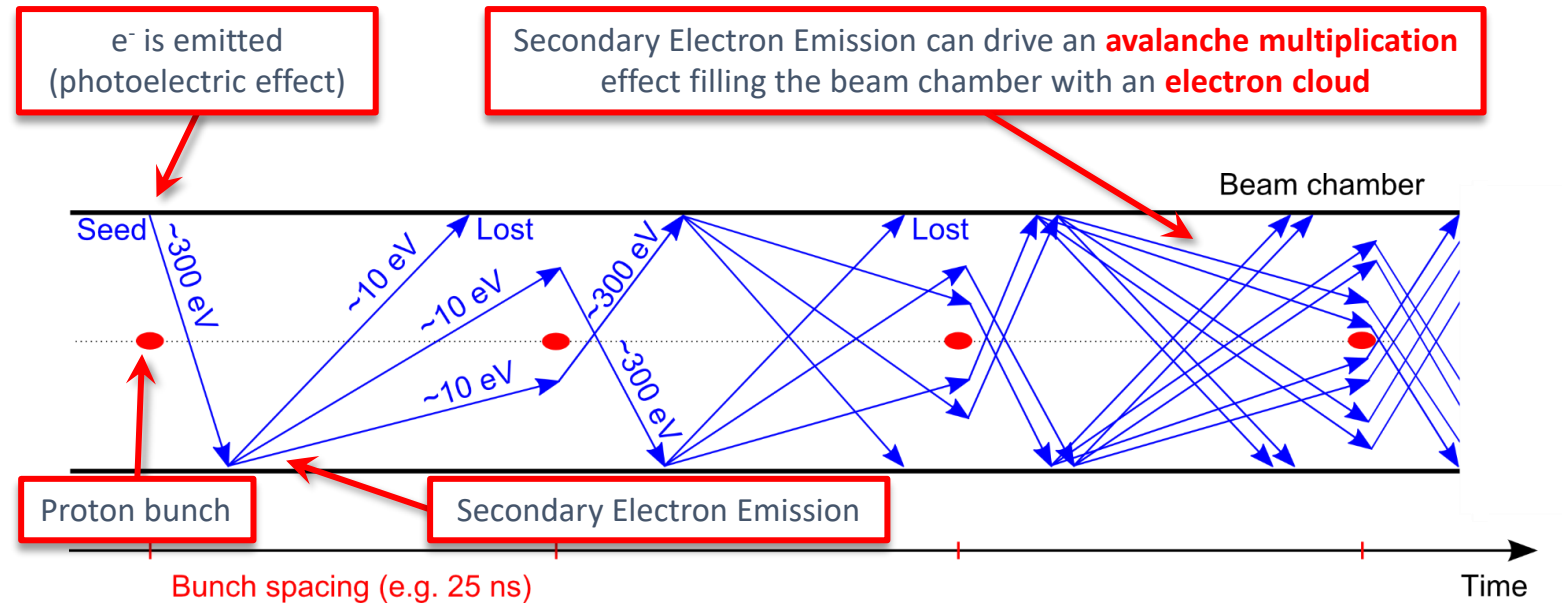 e⁻ is emitted
(photoelectric effect)
Secondary Electron Emission can drive an avalanche multiplication
effect filling the beam chamber with an electron cloud
Beam chamber
Seed
~300 eV
~10 eV
Lost
~10 eV
~10 eV
~300 eV
~300 eV
Lost
Proton bunch
Secondary Electron Emission
Bunch spacing (e.g. 25 ns)
Time